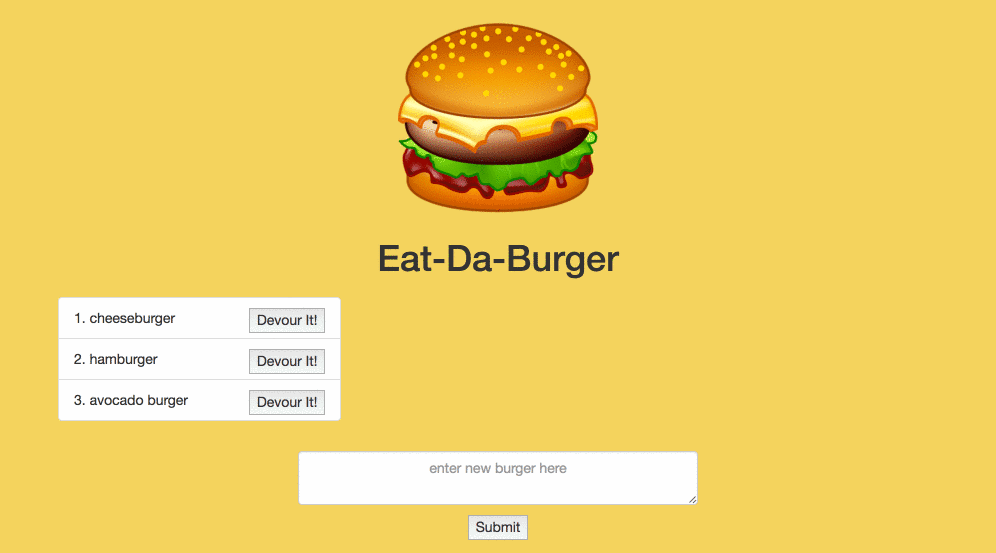 Eat-Da-Burger
1. cheeseburger Devour It!
2. hamburger Devour It!
3. avocado burger Devour It!
enter new burger here
Submit